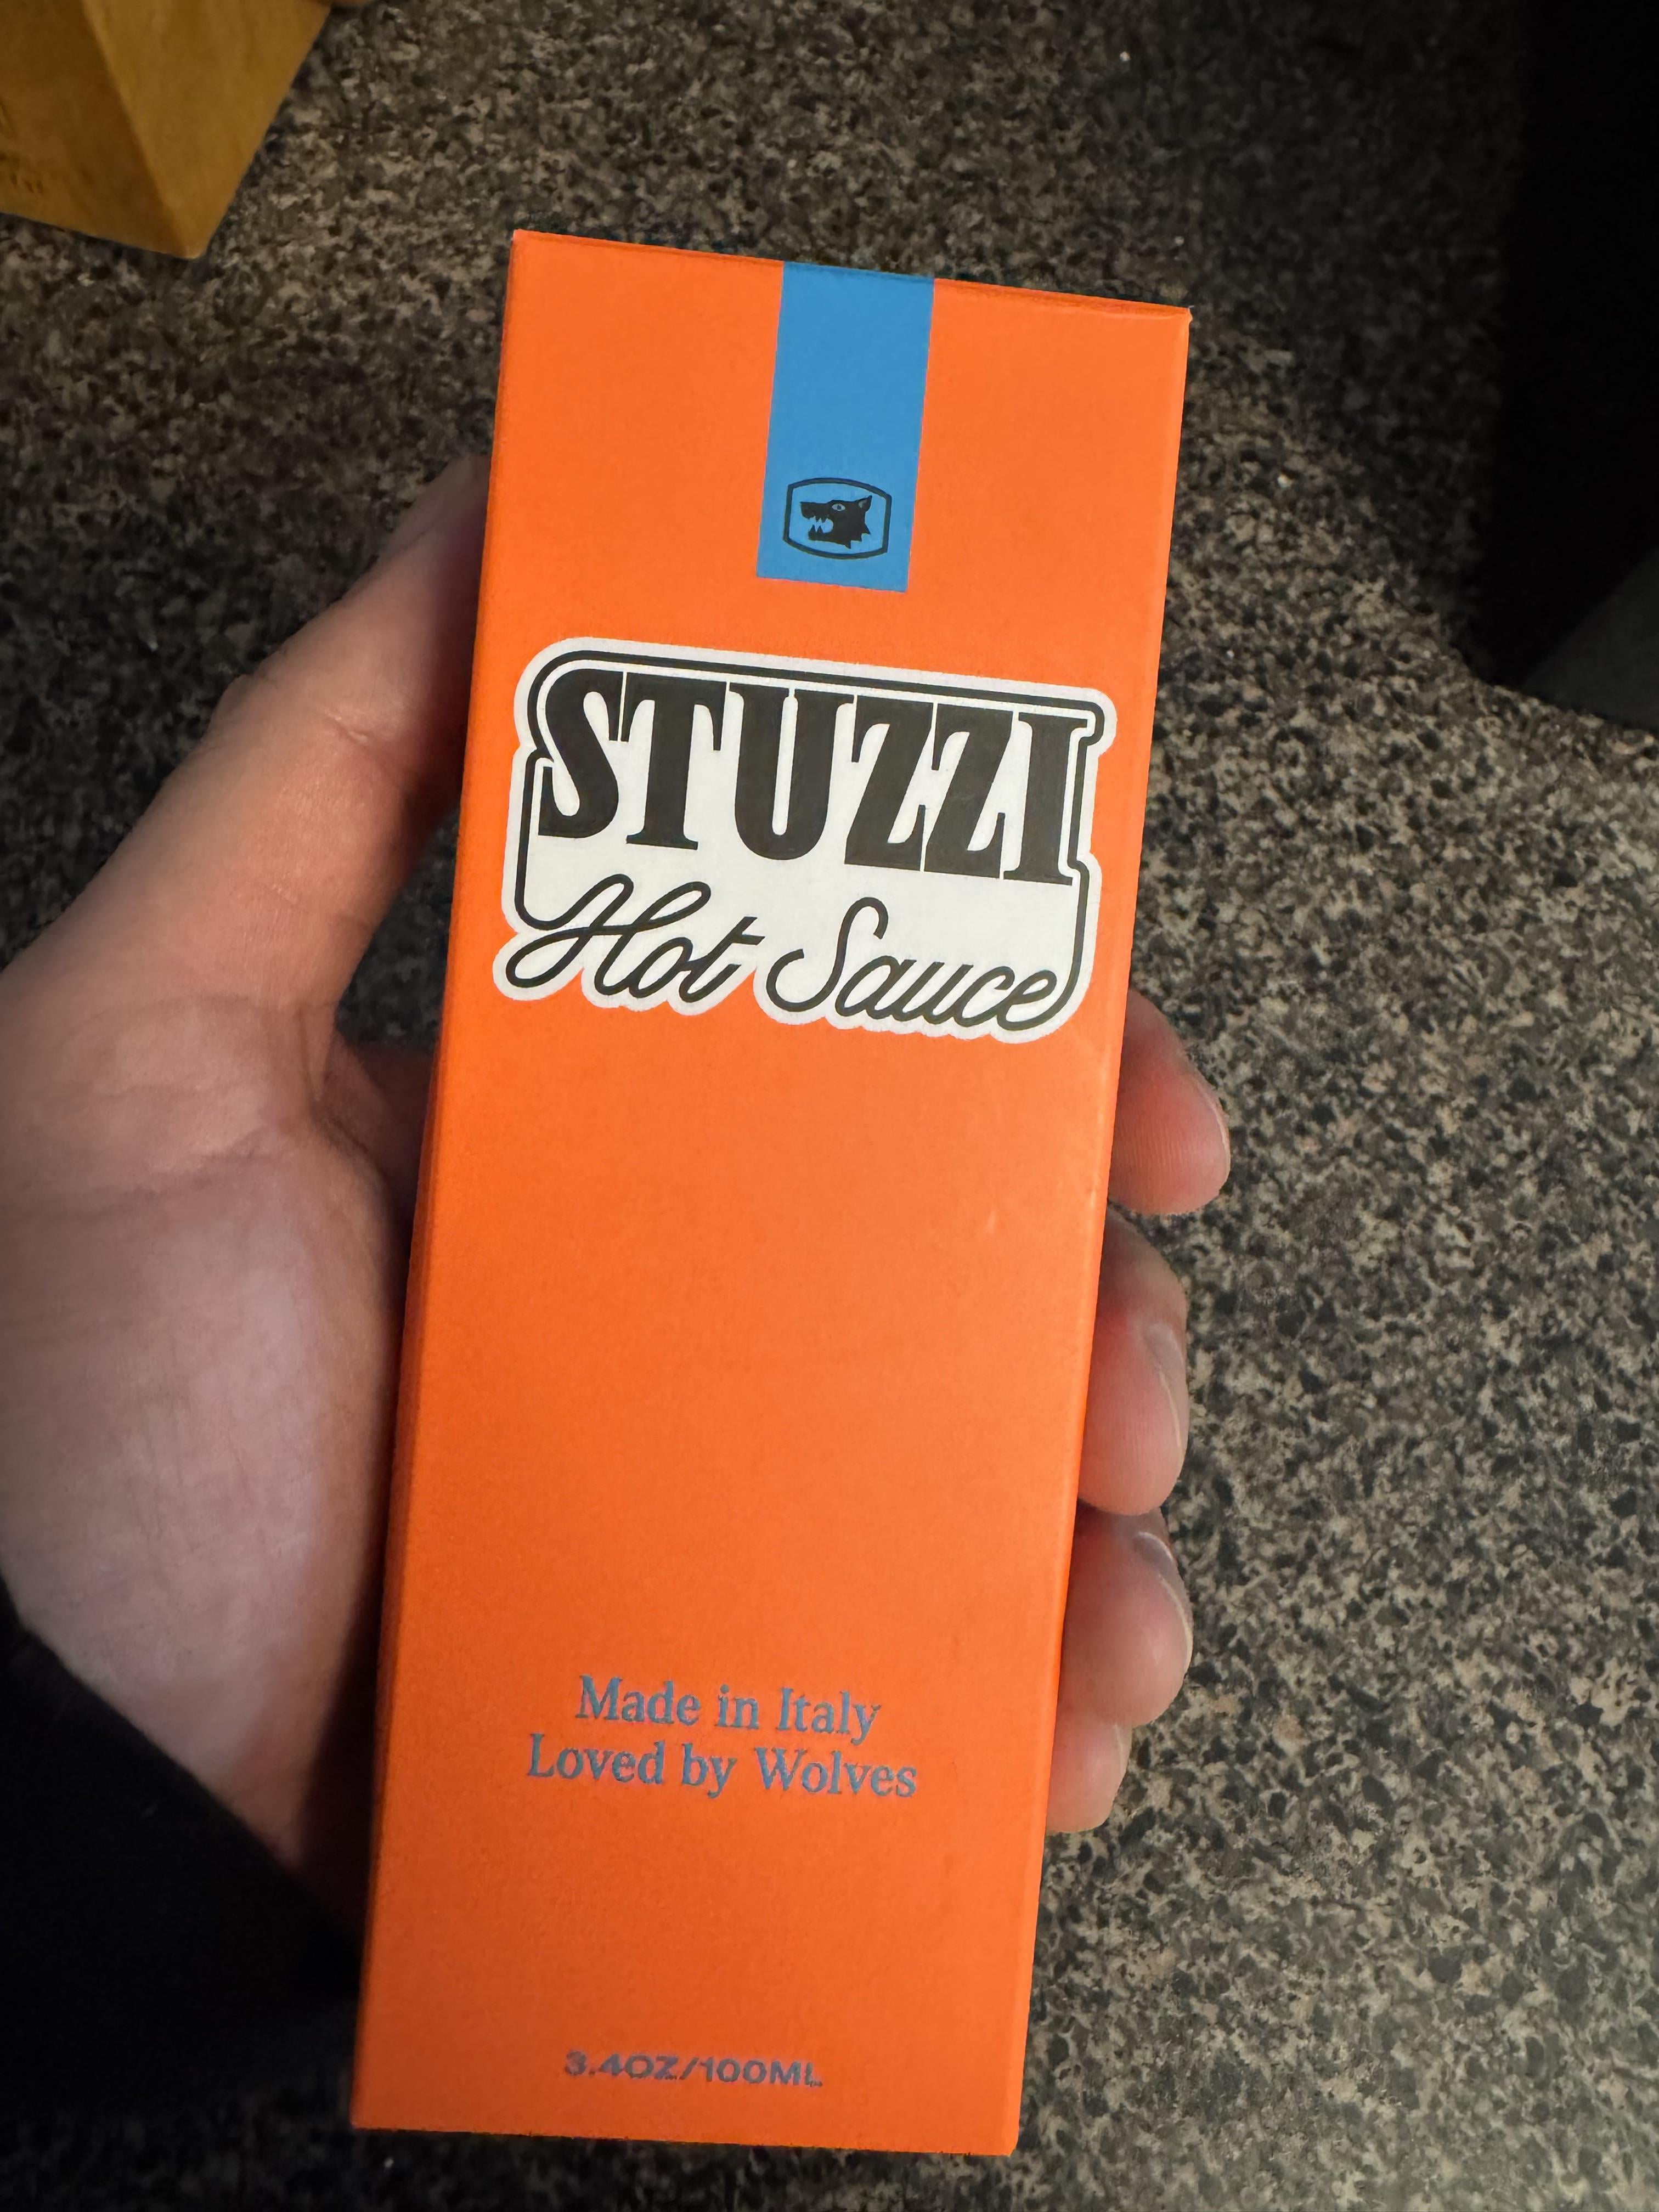 STUZZI
Hot Sauce
Made in Italy
Loved by Wolves
3.4OZ/100ML